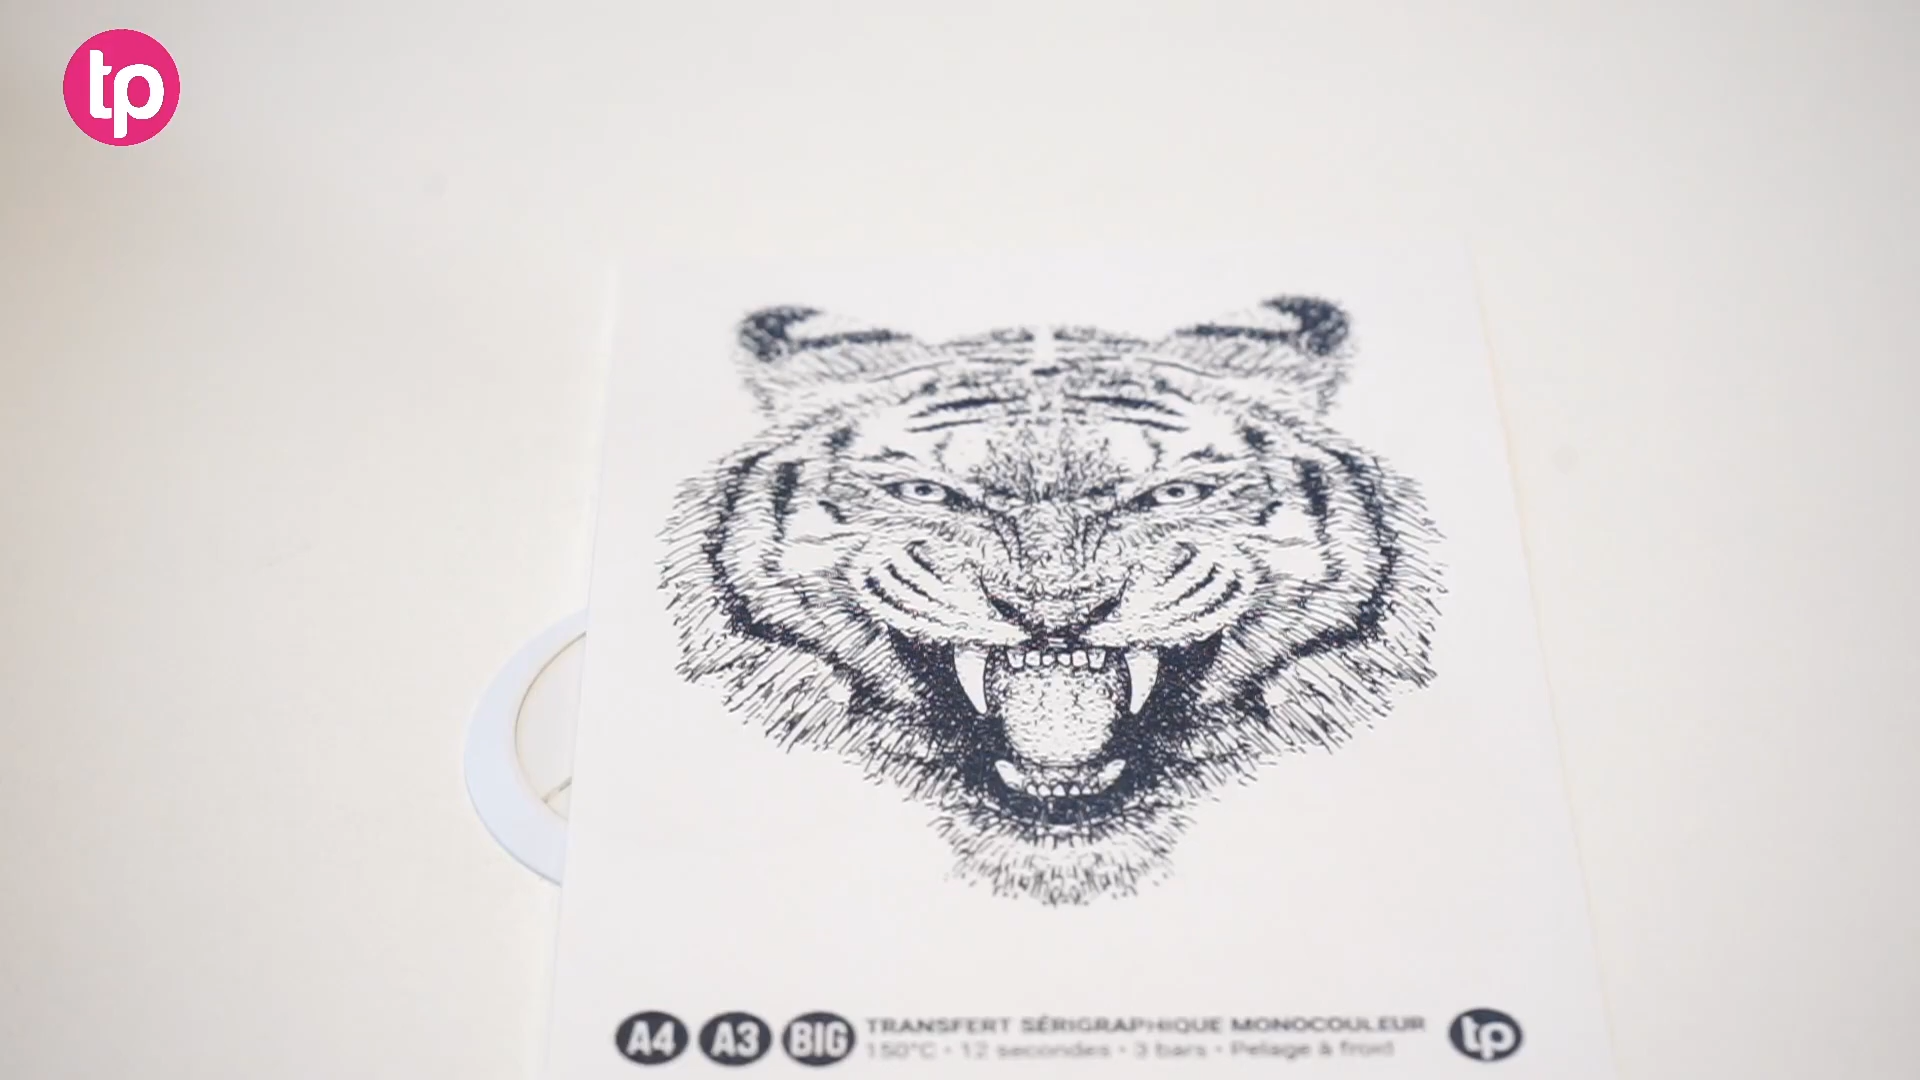 tp
A4 A3 BIG TRANSFERT SÉRIGRAPHIQUE MONOCOULEUR tp
150°C • 12 secondes • 3 bars • Pelage à froid